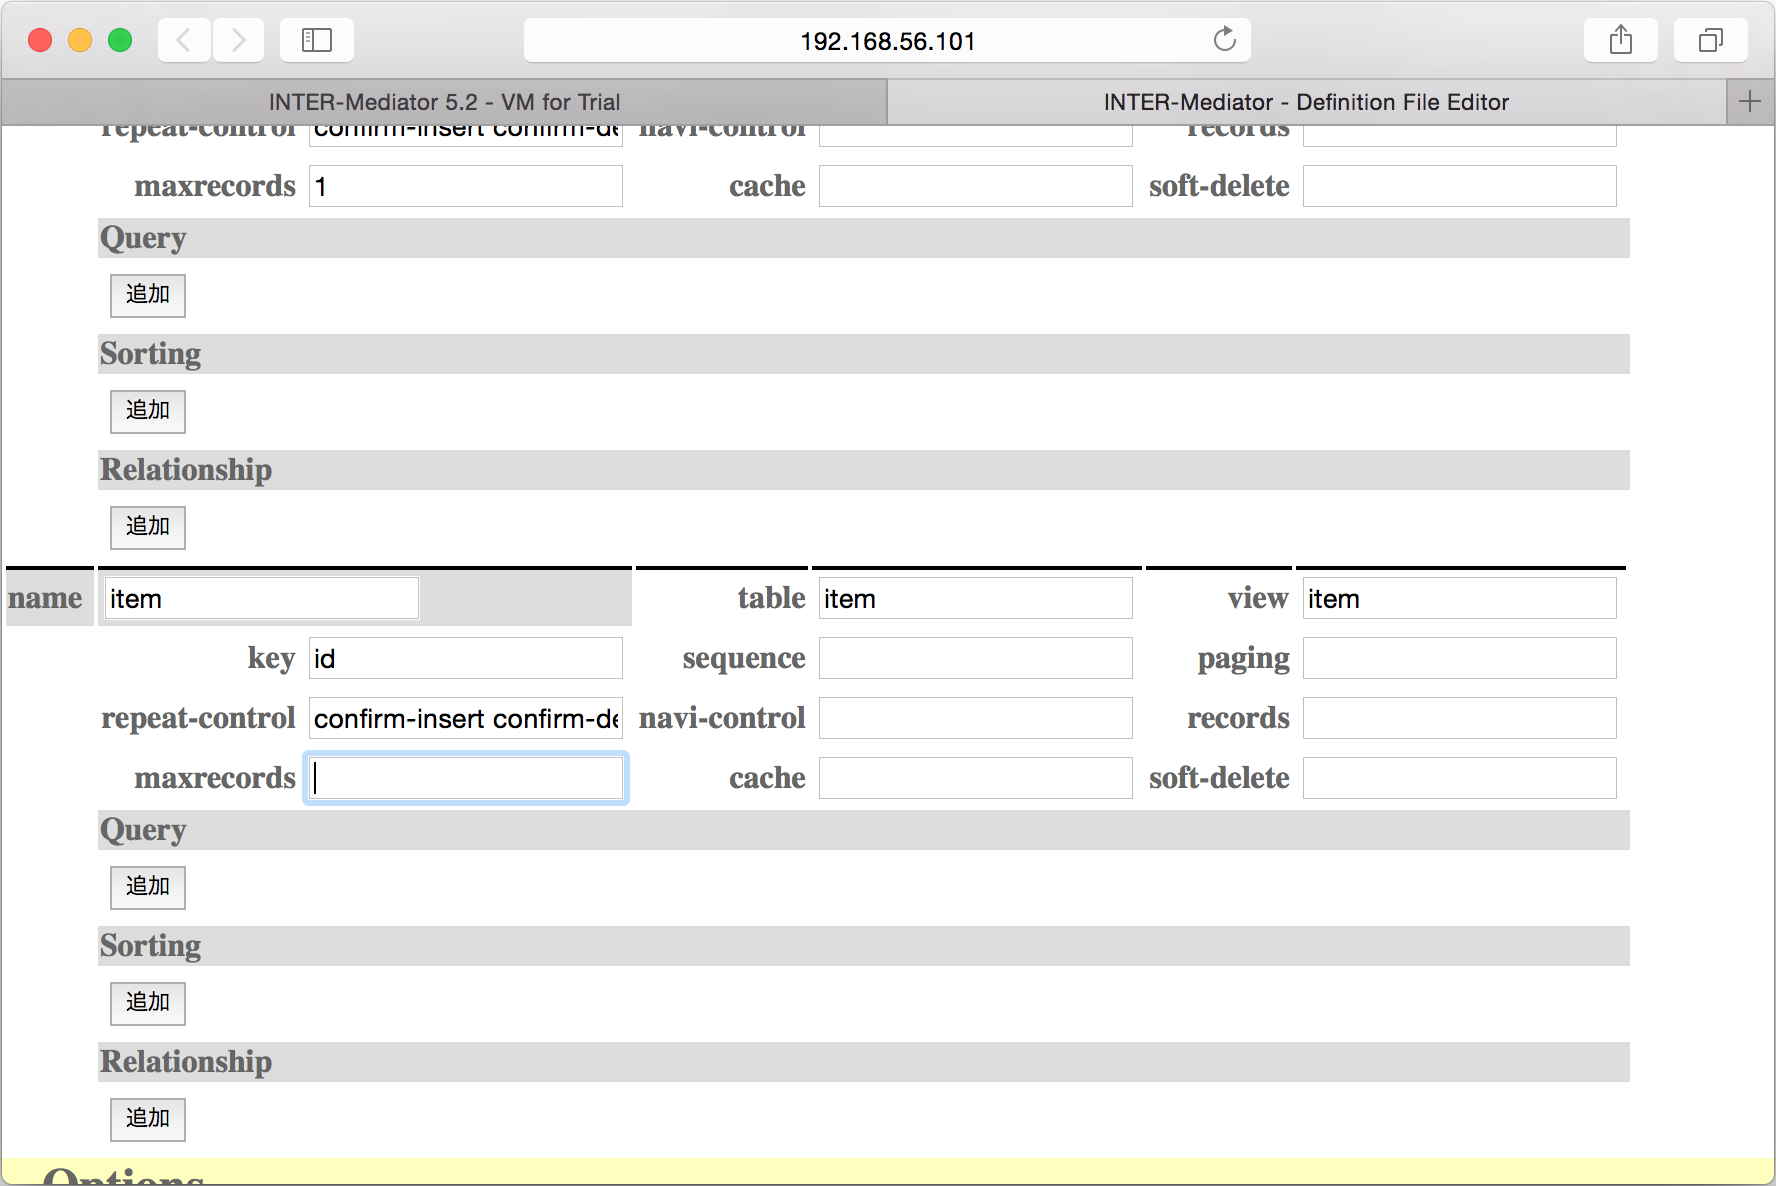 192.168.56.101
INTER-Mediator 5.2 - VM for Trial
INTER-Mediator - Definition File Editor
repeat-control confirm-insert confirm-de navi-control records
maxrecords 1 cache soft-delete
Query
追加
Sorting
追加
Relationship
追加
name item table item view item
key id sequence paging
repeat-control confirm-insert confirm-de navi-control records
maxrecords cache soft-delete
Query
追加
Sorting
追加
Relationship
追加
Options